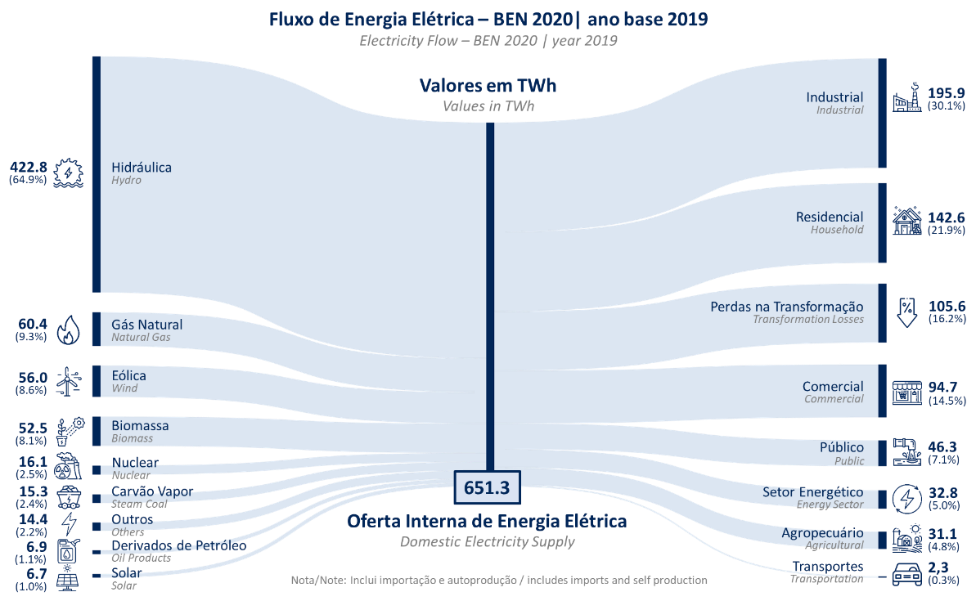 Fluxo de Energia Elétrica – BEN 2020| ano base 2019
Electricity Flow – BEN 2020 | year 2019
Valores em TWh
Values in TWh
422.8
(64.9%)
Hidráulica
Hydro
60.4
(9.3%)
Gás Natural
Natural Gas
56.0
(8.6%)
Eólica
Wind
52.5
(8.1%)
Biomassa
Biomass
16.1
(2.5%)
Nuclear
Nuclear
15.3
(2.4%)
Carvão Vapor
Steam Coal
14.4
(2.2%)
Outros
Others
6.9
(1.1%)
Derivados de Petróleo
Oil Products
6.7
(1.0%)
Solar
Solar
651.3
Oferta Interna de Energia Elétrica
Domestic Electricity Supply
Industrial
Industrial
195.9
(30.1%)
Residencial
Household
142.6
(21.9%)
Perdas na Transformação
Transformation Losses
%
105.6
(16.2%)
Comercial
Commercial
94.7
(14.5%)
Público
Public
46.3
(7.1%)
Setor Energético
Energy Sector
32.8
(5.0%)
Agropecuário
Agricultural
31.1
(4.8%)
Transportes
Transportation
2,3
(0.3%)
Nota/Note: Inclui importação e autoprodução / includes imports and self production